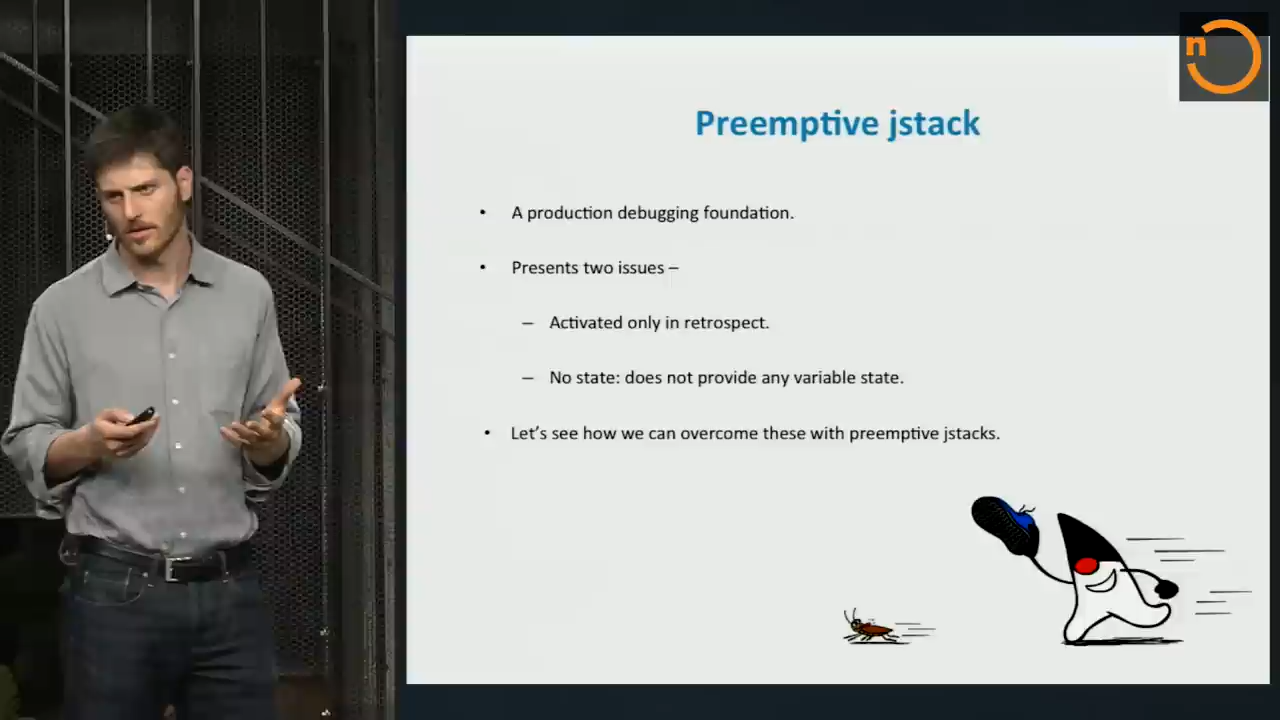 n
Preemptive jstack
• A production debugging foundation.
• Presents two issues –
– Activated only in retrospect.
– No state: does not provide any variable state.
• Let's see how we can overcome these with preemptive jstacks.